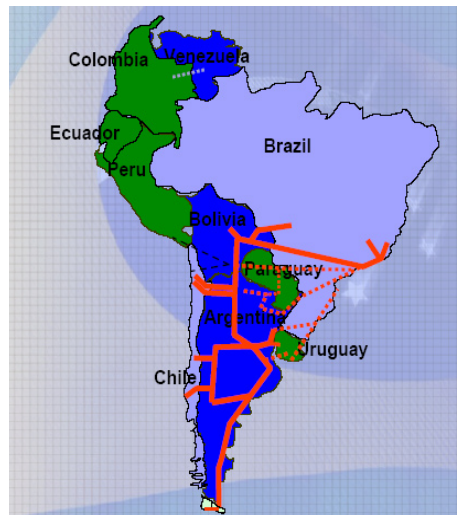 Venezuela
Colombia
Ecuador
Brazil
Peru
Bolivia
Paraguay
Argentina
Uruguay
Chile